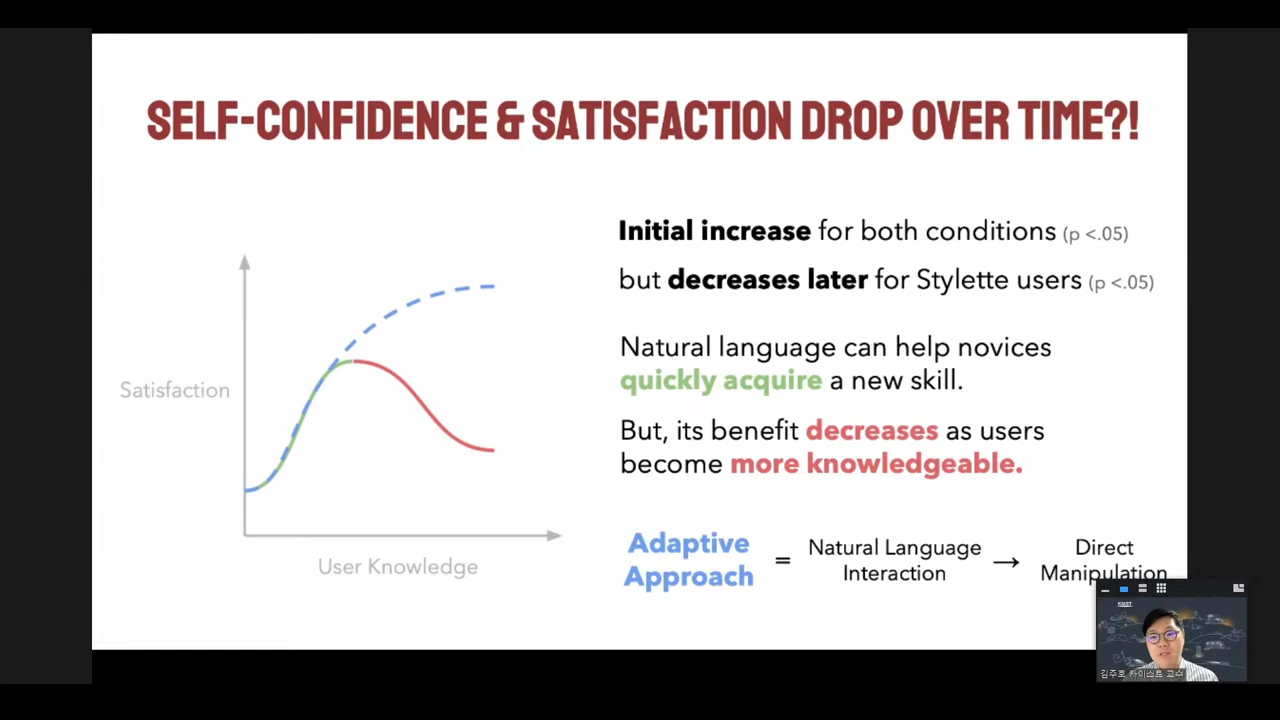 SELF-CONFIDENCE & SATISFACTION DROP OVER TIME?!
Initial increase for both conditions (p <.05)
but decreases later for Stylette users (p <.05)
Natural language can help novices
quickly acquire a new skill.
But, its benefit decreases as users
become more knowledgeable.
Satisfaction
User Knowledge
Adaptive
Approach
=
Natural Language
Interaction
→
Direct
Manipulation
KAIST
김주호 카이스트 교수